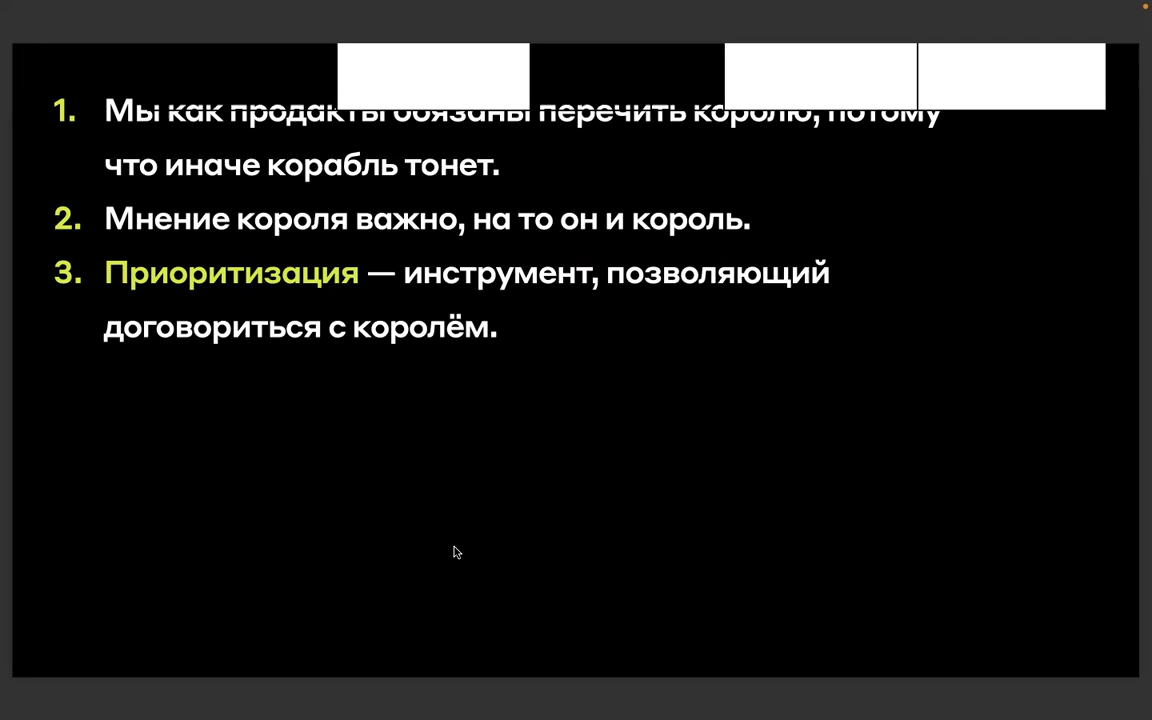 1. Мы как продакты обязаны перечить королю, потому
что иначе корабль тонет.
2. Мнение короля важно, на то он и король.
3. Приоритизация — инструмент, позволяющий
договориться с королём.